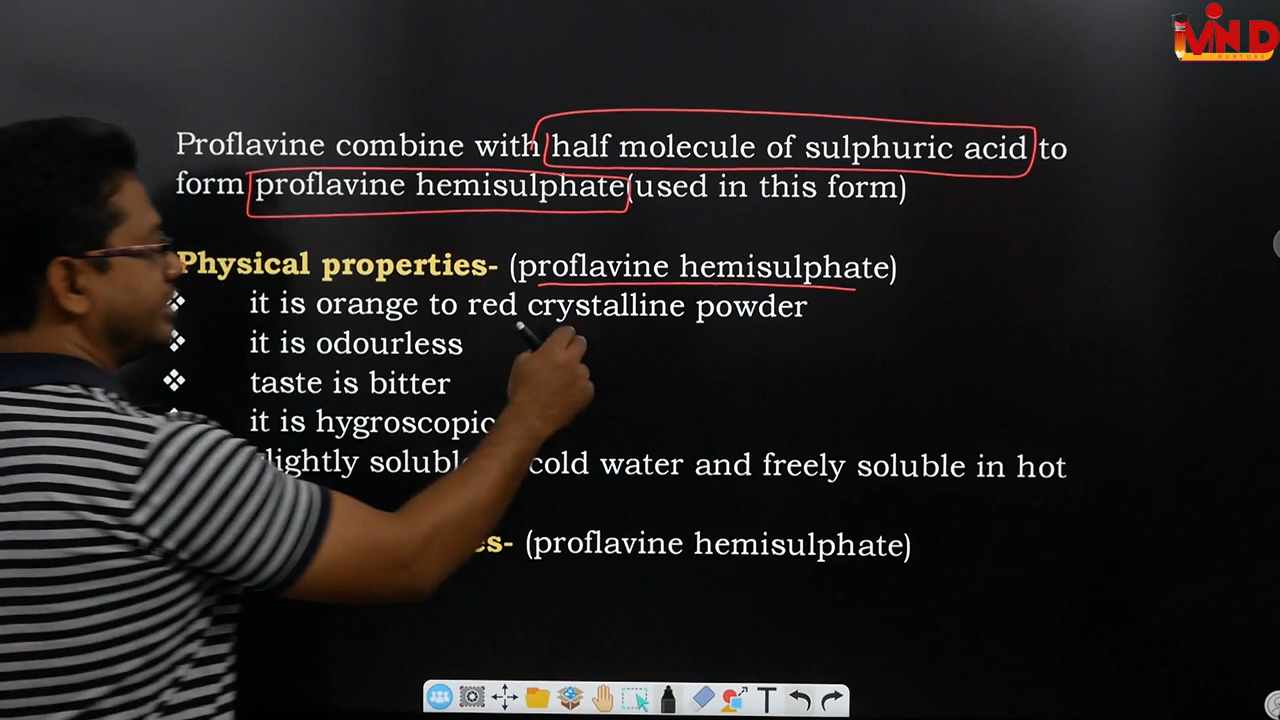 MIND
NURTURE
Proflavine combine with half molecule of sulphuric acid to
form proflavine hemisulphate(used in this form)
Physical properties- (proflavine hemisulphate)
it is orange to red crystalline powder
it is odourless
taste is bitter
it is hygroscopic
cold water and freely soluble in hot
(proflavine hemisulphate)
T